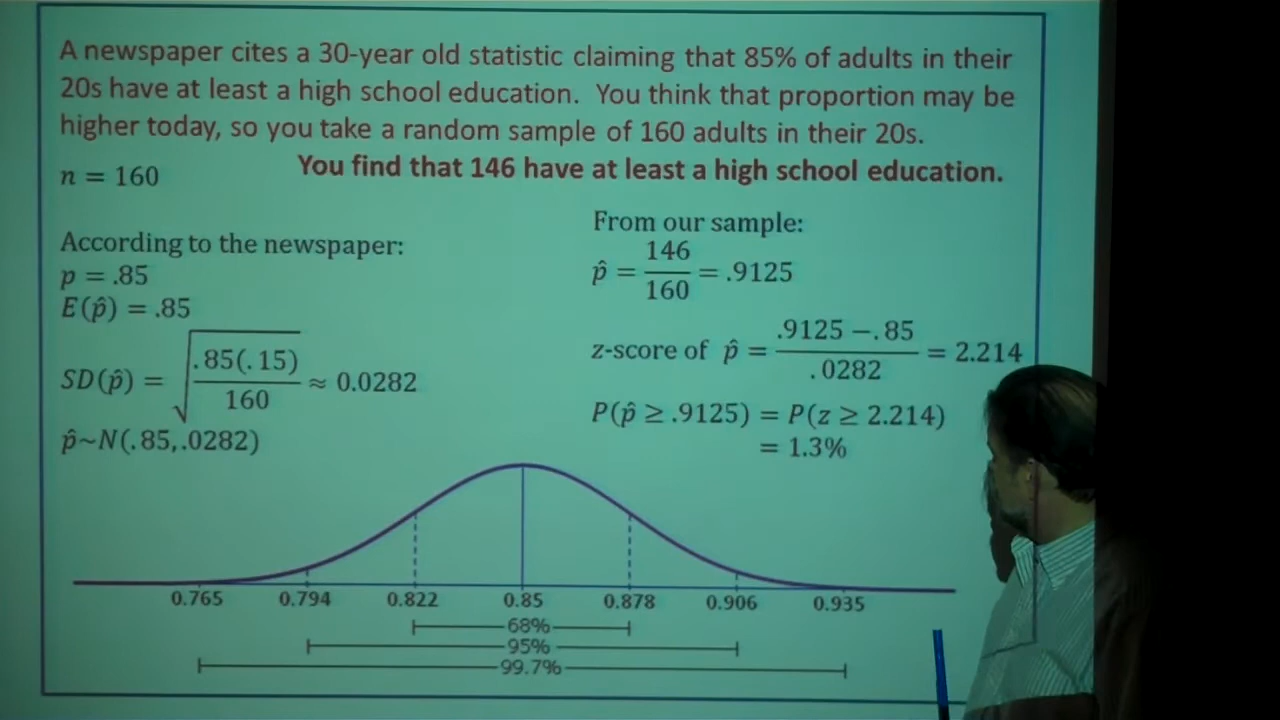 A newspaper cites a 30-year old statistic claiming that 85% of adults in their
20s have at least a high school education. You think that proportion may be
higher today, so you take a random sample of 160 adults in their 20s.
You find that 146 have at least a high school education.
n = 160
According to the newspaper:
p = .85
E(p̂) = .85
SD(p̂) = √(.85(.15)/160) ≈ 0.0282
p̂~N(.85,.0282)
From our sample:
p̂ = 146/160 = .9125
z-score of p̂ = (.9125 −.85)/.0282 = 2.214
P(p̂ ≥ .9125) = P(z ≥ 2.214)
= 1.3%
0.765 0.794 0.822 0.85 0.878 0.906 0.935
68%
95%
99.7%